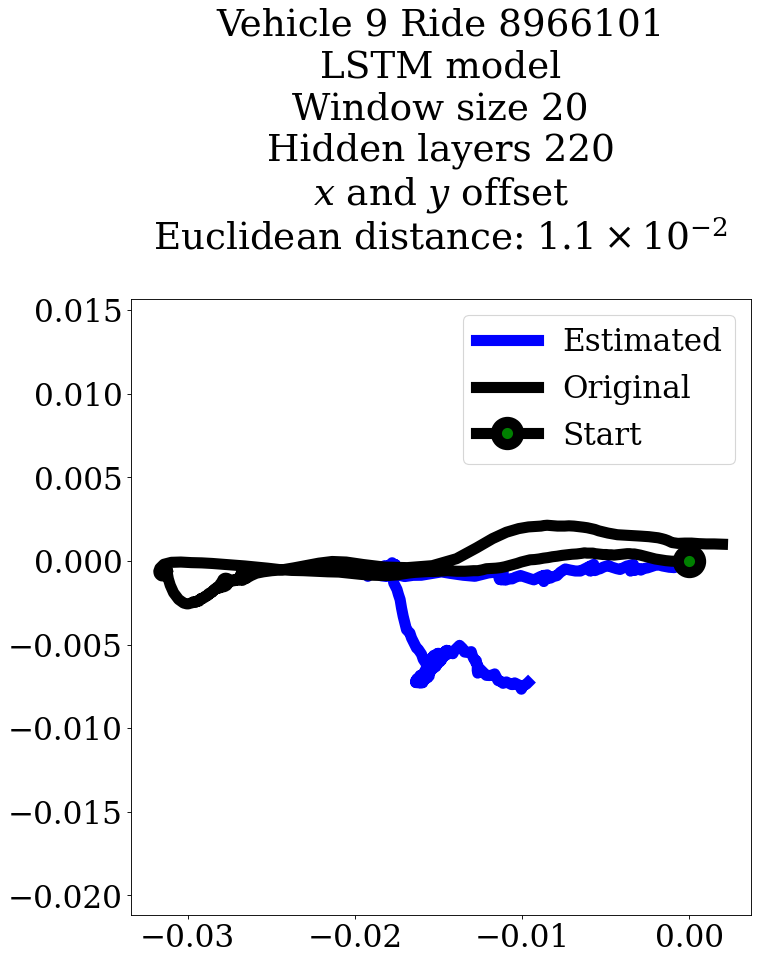 Vehicle 9 Ride 8966101
LSTM model
Window size 20
Hidden layers 220
x and y offset
Euclidean distance: 1.1 × 10⁻²
Estimated
Original
Start
0.015
0.010
0.005
0.000
−0.005
−0.010
−0.015
−0.020
−0.03 −0.02 −0.01 0.00